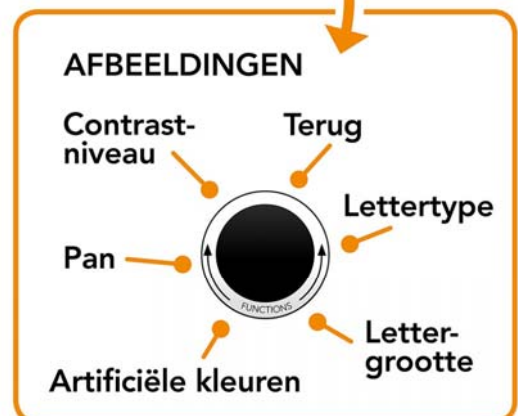 AFBEELDINGEN
Contrast-
niveau
Terug
Lettertype
Pan
FUNCTIONS
Letter-
grootte
Artificiële kleuren